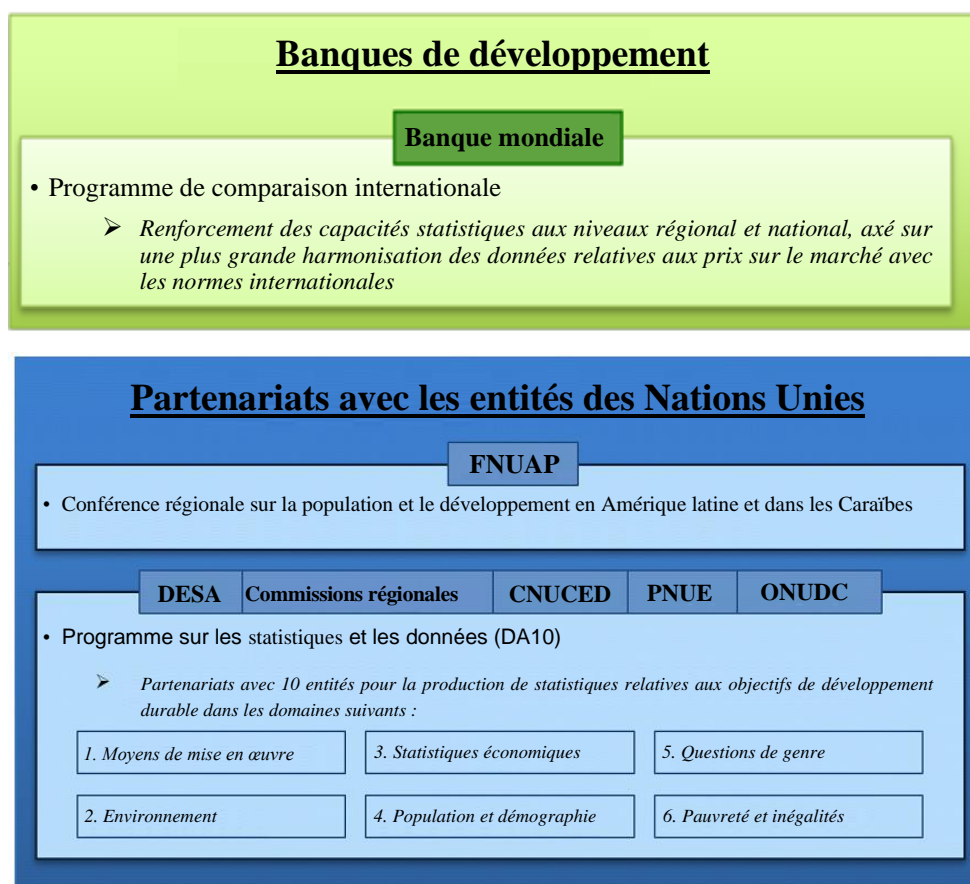 Banques de développement
Banque mondiale
• Programme de comparaison internationale
➢ Renforcement des capacités statistiques aux niveaux régional et national, axé sur
une plus grande harmonisation des données relatives aux prix sur le marché avec
les normes internationales
Partenariats avec les entités des Nations Unies
FNUAP
• Conférence régionale sur la population et le développement en Amérique latine et dans les Caraïbes
DESA Commissions régionales CNUCED PNUE ONUDC
• Programme sur les statistiques et les données (DA10)
➢ Partenariats avec 10 entités pour la production de statistiques relatives aux objectifs de développement
durable dans les domaines suivants :
1. Moyens de mise en œuvre
3. Statistiques économiques
5. Questions de genre
2. Environnement
4. Population et démographie
6. Pauvreté et inégalités